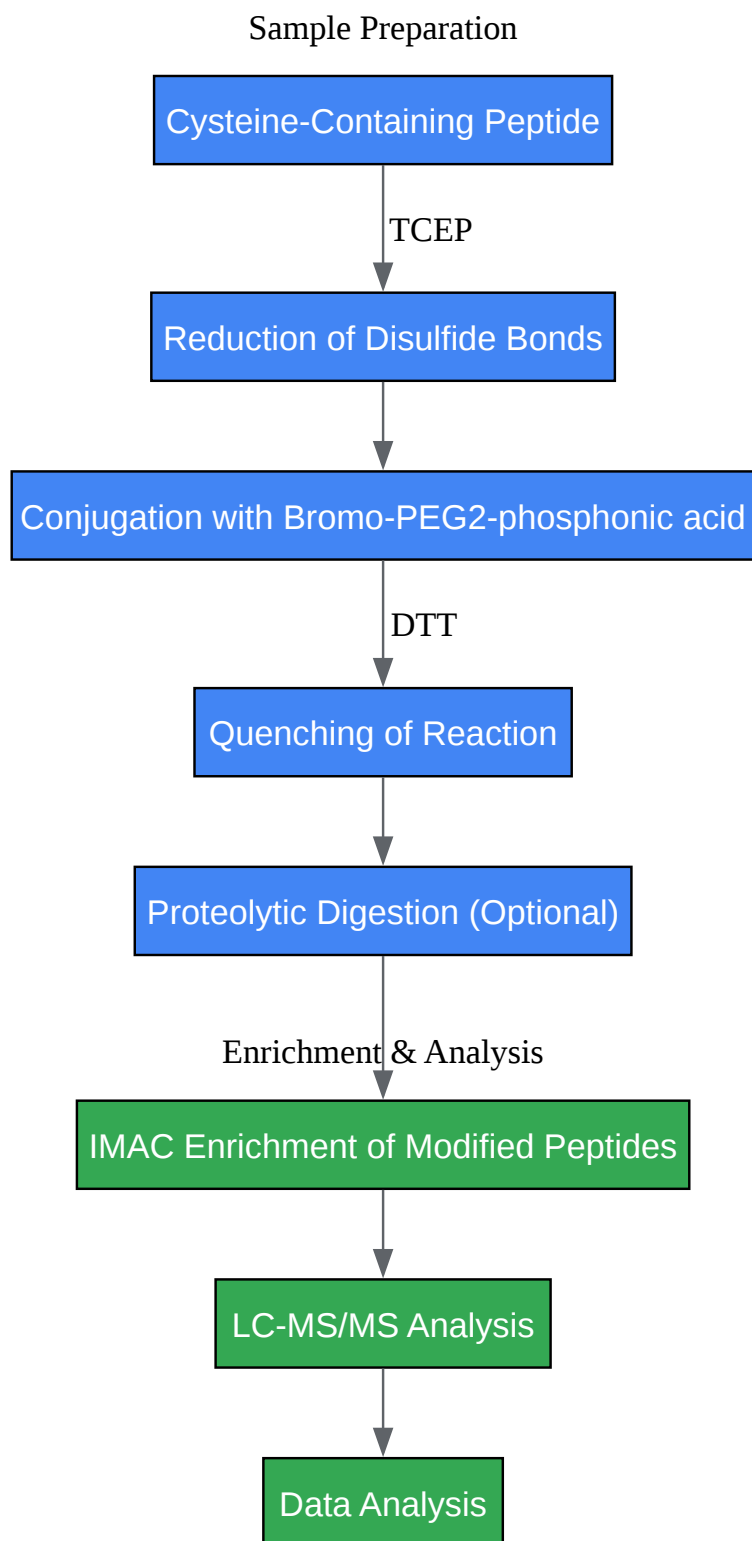 Sample Preparation
Cysteine-Containing Peptide
TCEP
Reduction of Disulfide Bonds
Conjugation with Bromo-PEG2-phosphonic acid
DTT
Quenching of Reaction
Proteolytic Digestion (Optional)
Enrichment & Analysis
IMAC Enrichment of Modified Peptides
LC-MS/MS Analysis
Data Analysis